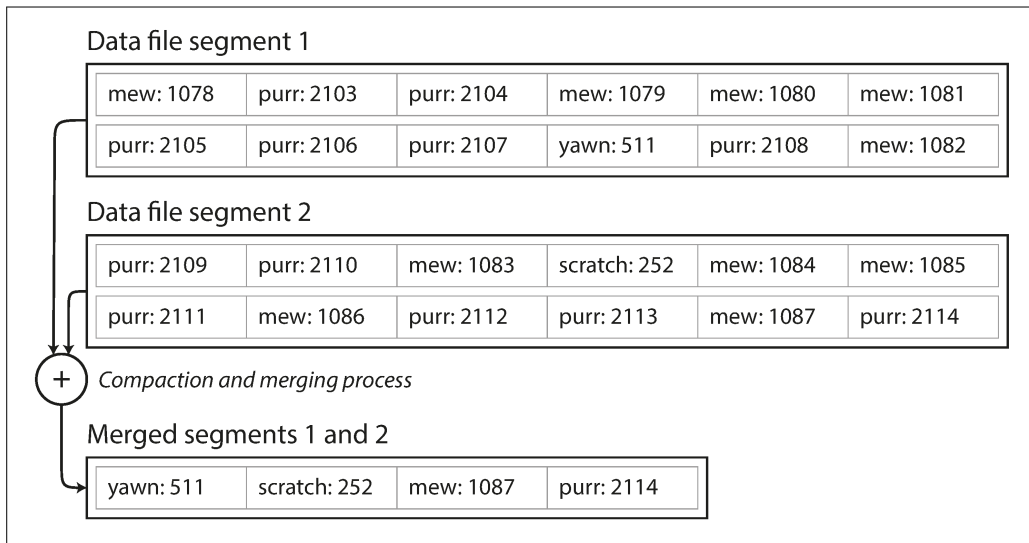 Data file segment 1
mew: 1078 purr: 2103 purr: 2104 mew: 1079 mew: 1080 mew: 1081
purr: 2105 purr: 2106 purr: 2107 yawn: 511 purr: 2108 mew: 1082
Data file segment 2
purr: 2109 purr: 2110 mew: 1083 scratch: 252 mew: 1084 mew: 1085
purr: 2111 mew: 1086 purr: 2112 purr: 2113 mew: 1087 purr: 2114
+ Compaction and merging process
Merged segments 1 and 2
yawn: 511 scratch: 252 mew: 1087 purr: 2114